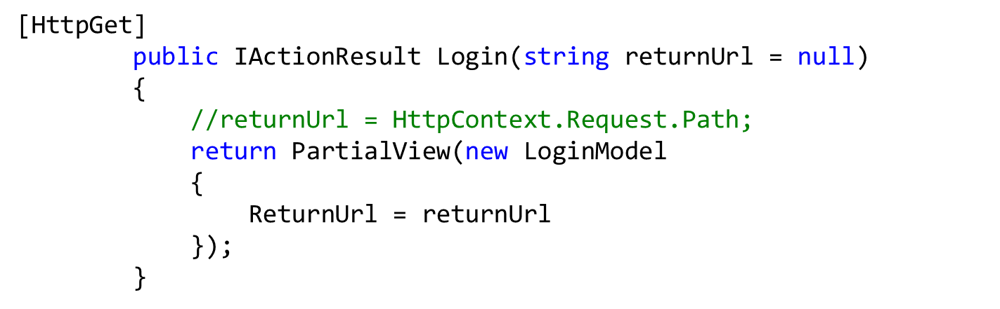 [HttpGet]
public IActionResult Login(string returnUrl = null)
{
//returnUrl = HttpContext.Request.Path;
return PartialView(new LoginModel
{
ReturnUrl = returnUrl
});
}